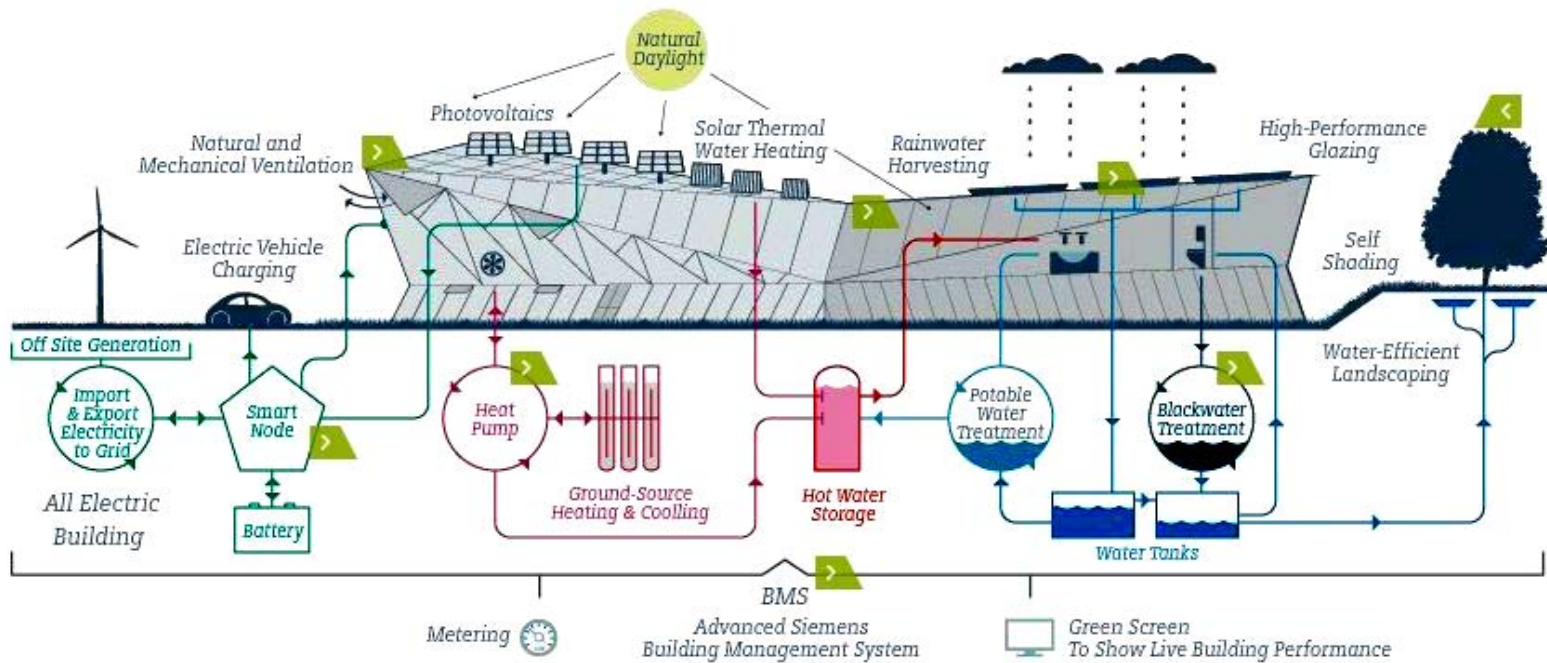 Natural
Daylight
Photovoltaics
Natural and
Mechanical Ventilation
Solar Thermal
Water Heating
Rainwater
Harvesting
High-Performance
Glazing
Electric Vehicle
Charging
Self
Shading
Off Site Generation
Import
& Export
Electricity
to Grid
Smart
Node
Heat
Pump
Potable
Water
Treatment
Blackwater
Treatment
Water-Efficient
Landscaping
All Electric
Building
Battery
Ground-Source
Heating & Coolling
Hot Water
Storage
Water Tanks
BMS
Metering
Advanced Siemens
Building Management System
Green Screen
To Show Live Building Performance